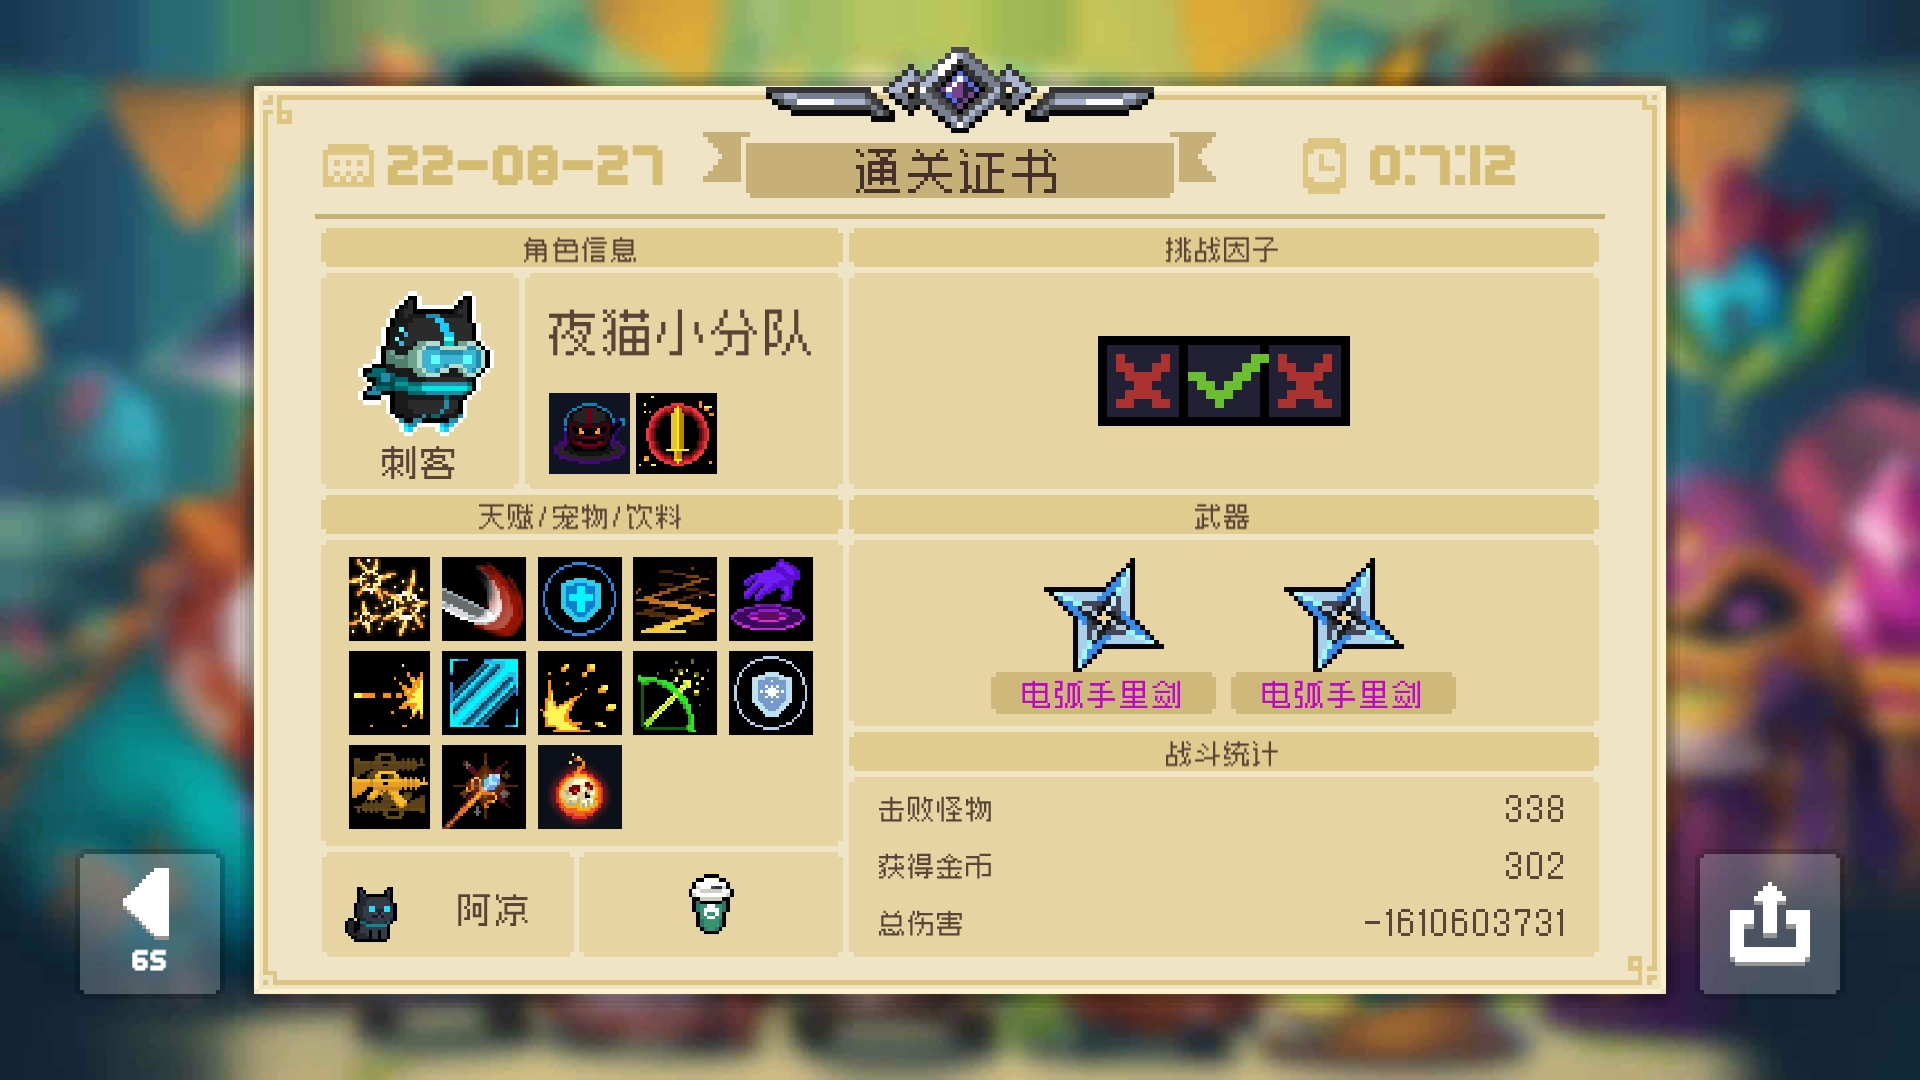 22-08-27
通关证书
0:7:12
角色信息
挑战因子
夜猫小分队
刺客
天赋/宠物/饮料
武器
电弧手里剑
电弧手里剑
战斗统计
击败怪物 338
获得金币 302
总伤害 -1610603731
阿凉
6S